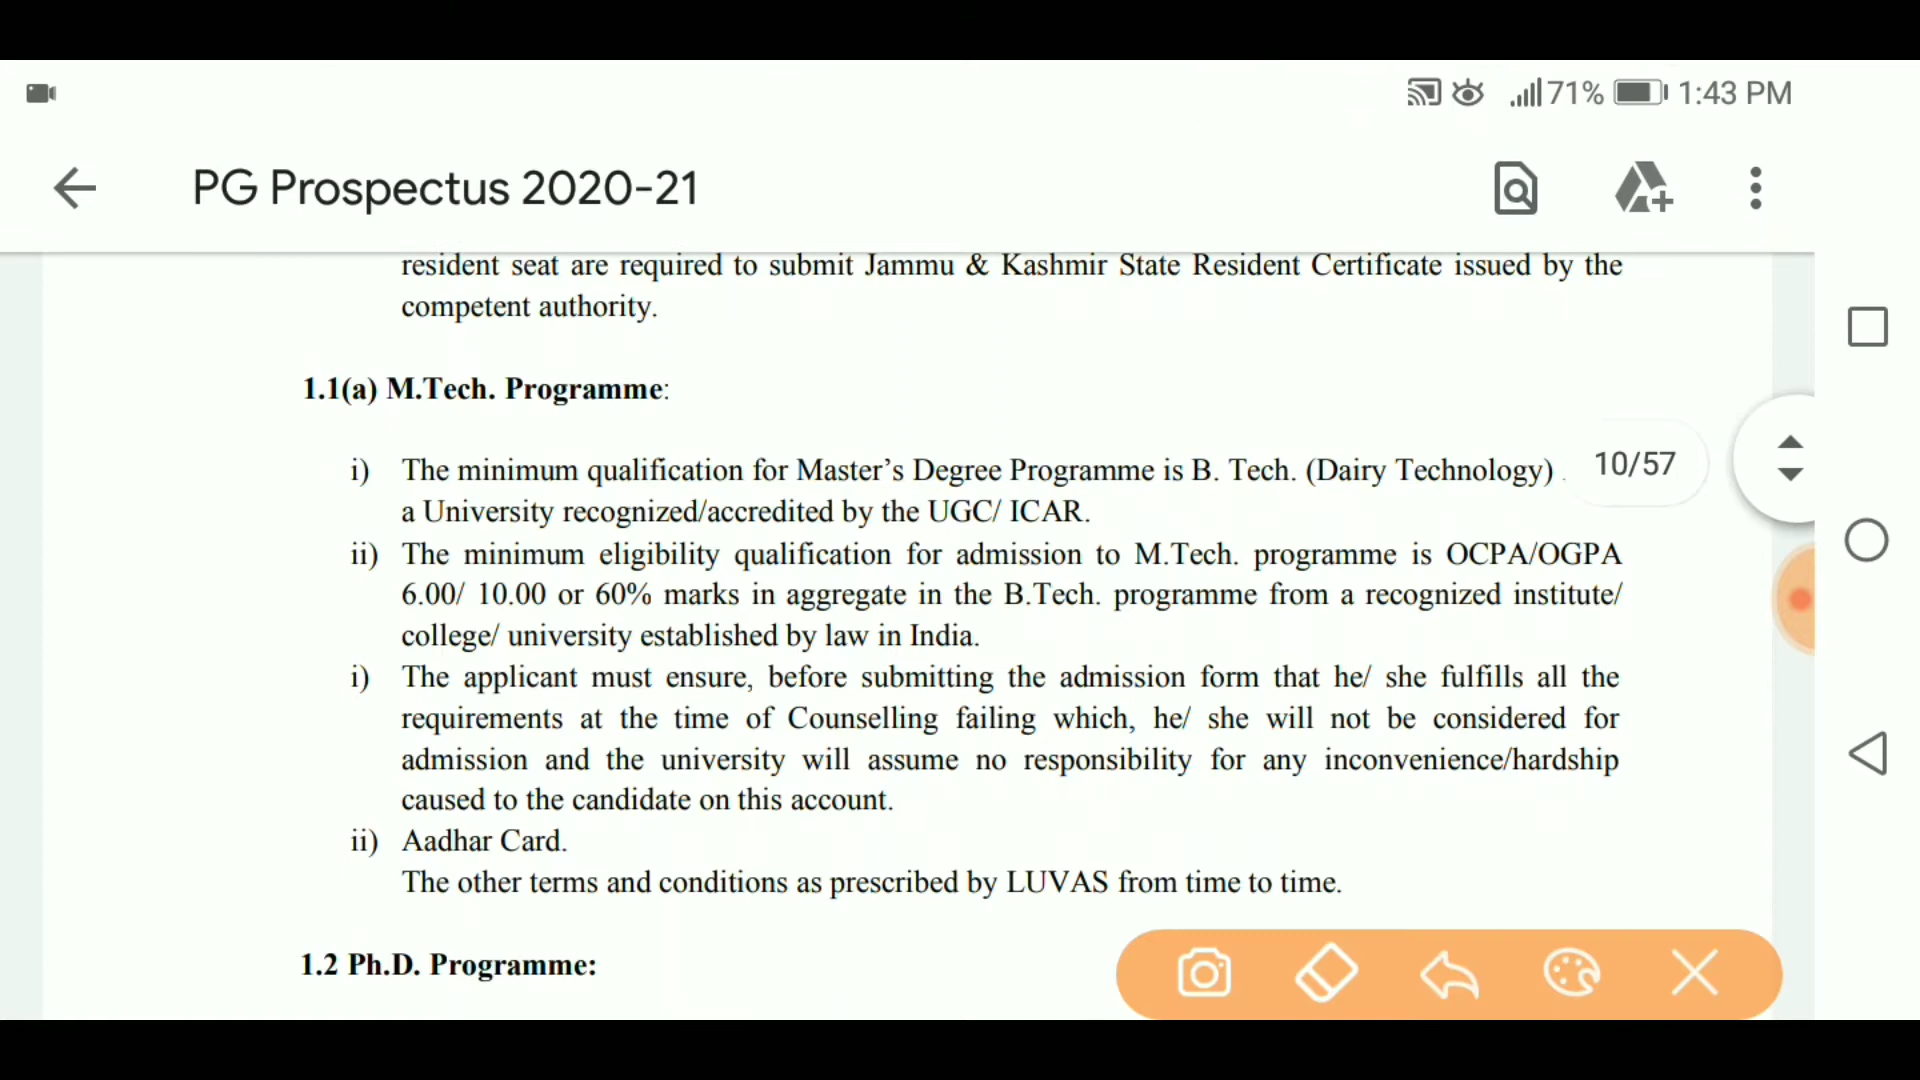 71% 1:43 PM
PG Prospectus 2020-21
resident seat are required to submit Jammu & Kashmir State Resident Certificate issued by the
competent authority.
1.1(a) M.Tech. Programme:
i) The minimum qualification for Master's Degree Programme is B. Tech. (Dairy Technology)
10/57
a University recognized/accredited by the UGC/ ICAR.
ii) The minimum eligibility qualification for admission to M.Tech. programme is OCPA/OGPA
6.00/ 10.00 or 60% marks in aggregate in the B.Tech. programme from a recognized institute/
college/ university established by law in India.
i) The applicant must ensure, before submitting the admission form that he/ she fulfills all the
requirements at the time of Counselling failing which, he/ she will not be considered for
admission and the university will assume no responsibility for any inconvenience/hardship
caused to the candidate on this account.
ii) Aadhar Card.
The other terms and conditions as prescribed by LUVAS from time to time.
1.2 Ph.D. Programme: